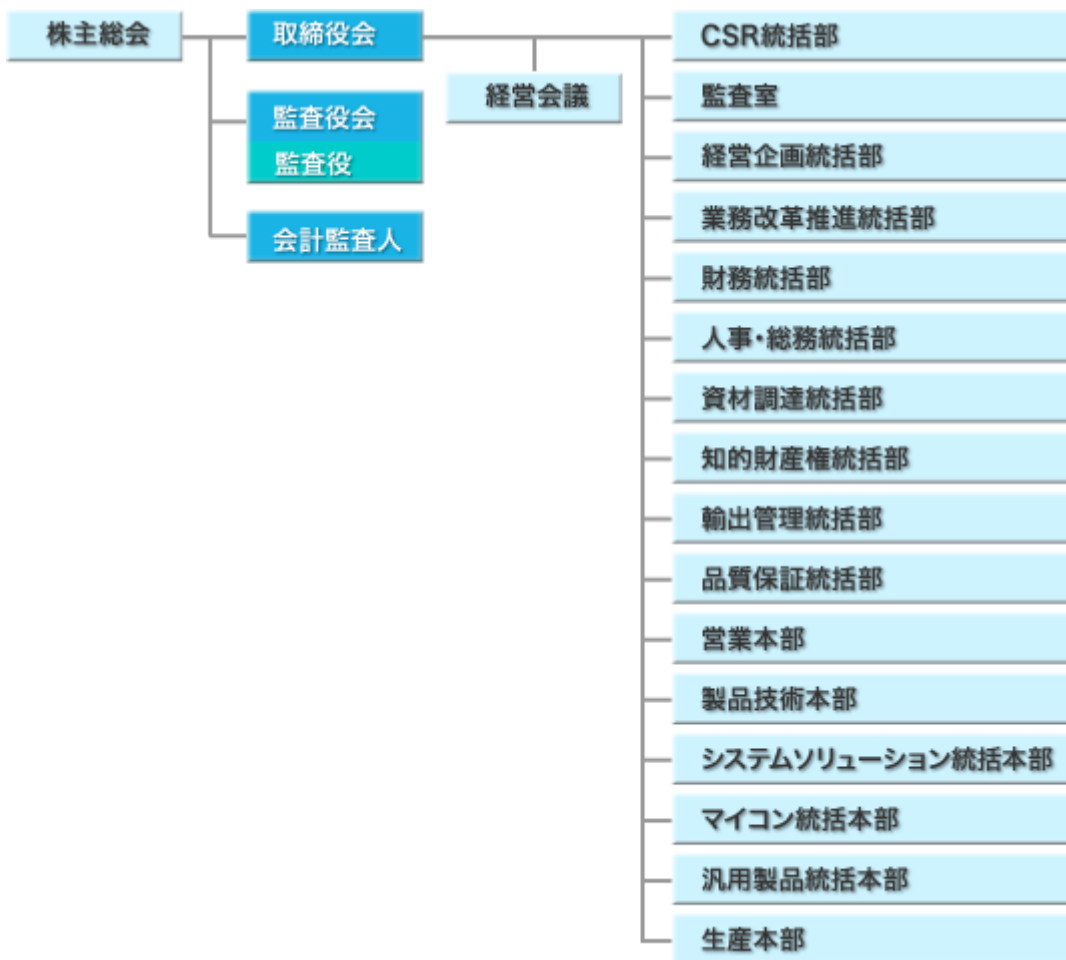 株主総会
取締役会
監査役会
監査役
会計監査人
経営会議
CSR統括部
監査室
経営企画統括部
業務改革推進統括部
財務統括部
人事・総務統括部
資材調達統括部
知的財産権統括部
輸出管理統括部
品質保証統括部
営業本部
製品技術本部
システムソリューション統括本部
マイコン統括本部
汎用製品統括本部
生産本部